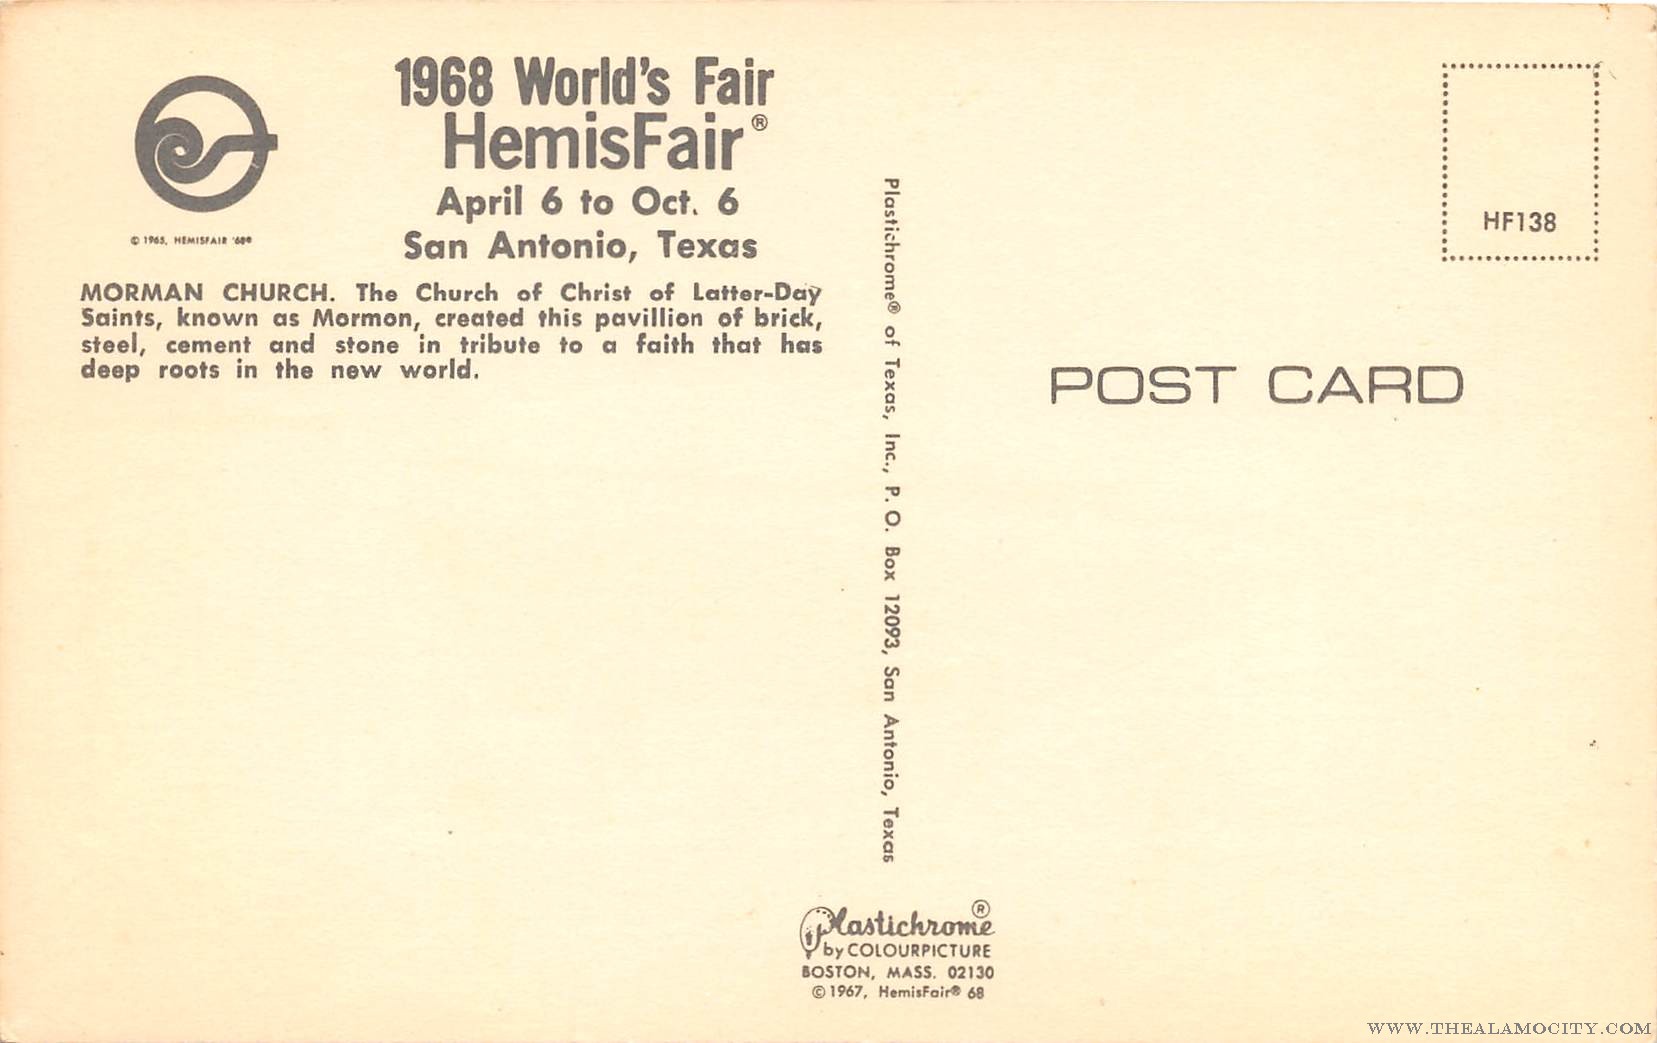 1968 World's Fair
HemisFair®
April 6 to Oct. 6
San Antonio, Texas
© 1965, HEMISFAIR '68®
MORMAN CHURCH. The Church of Christ of Latter-Day
Saints, known as Mormon, created this pavillion of brick,
steel, cement and stone in tribute to a faith that has
deep roots in the new world.
Plastichrome® of Texas, Inc., P. O. Box 12093, San Antonio, Texas
HF138
POST CARD
Plastichrome®
by COLOURPICTURE
BOSTON, MASS. 02130
© 1967, HemisFair® 68
WWW.THEALAMOCITY.COM